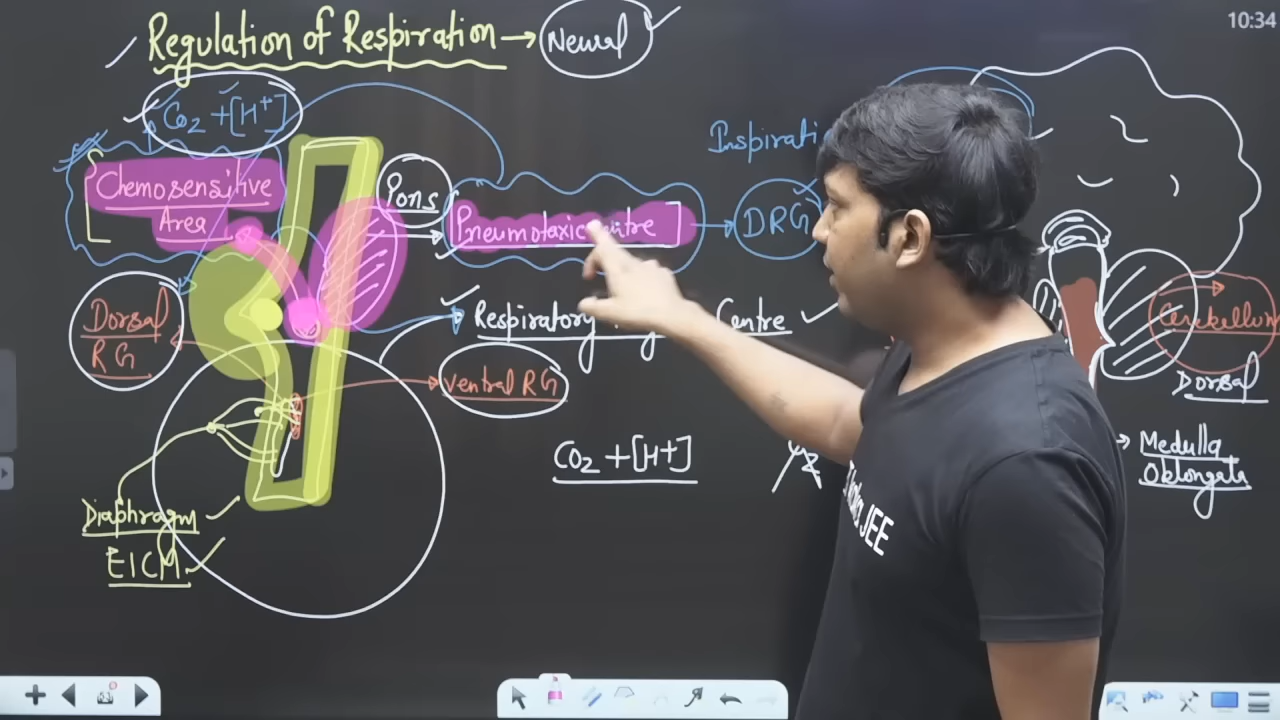 10:34
Regulation of Respiration → Neural
CO2 + [H+]
Chemosensitive
Area
Pons
Pneumotaxic
Inspirati
DRG
Dorsal
RG
Respiratory
Centre
Cerebellum
Dorsal
ventral RG
CO2 + [H+]
Medulla
Oblongata
Diaphragm
EICM
JEE